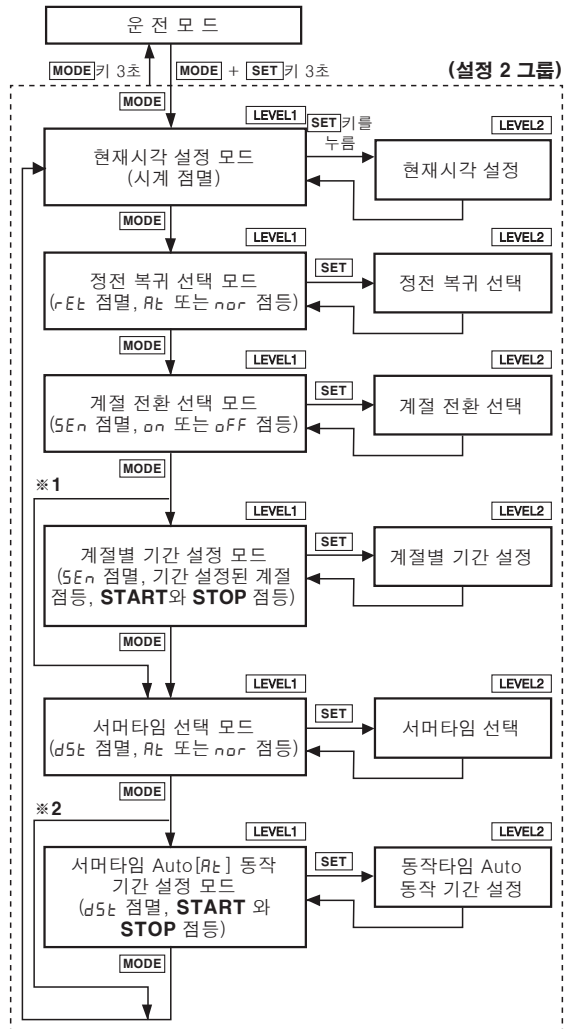 운 전 모 드
MODE키 3초 MODE + SET키 3초 (설정 2 그룹)
MODE LEVEL1 SET키를 누름 LEVEL2
현재시각 설정 모드
(시계 점멸)
현재시각 설정
MODE
LEVEL1 SET LEVEL2
정전 복귀 선택 모드
(rEt 점멸, At 또는 nor 점등)
정전 복귀 선택
MODE
LEVEL1 SET LEVEL2
계절 전환 선택 모드
(SEn 점멸, on 또는 oFF 점등)
계절 전환 선택
MODE
※1
LEVEL1 SET LEVEL2
계절별 기간 설정 모드
(SEn 점멸, 기간 설정된 계절
점등, START와 STOP 점등)
계절별 기간 설정
MODE
LEVEL1 SET LEVEL2
서머타임 선택 모드
(dSt 점멸, At 또는 nor 점등)
서머타임 선택
MODE
※2
LEVEL1 SET LEVEL2
서머타임 Auto[At] 동작
기간 설정 모드
(dSt 점멸, START 와
STOP 점등)
동작타임 Auto
동작 기간 설정
MODE